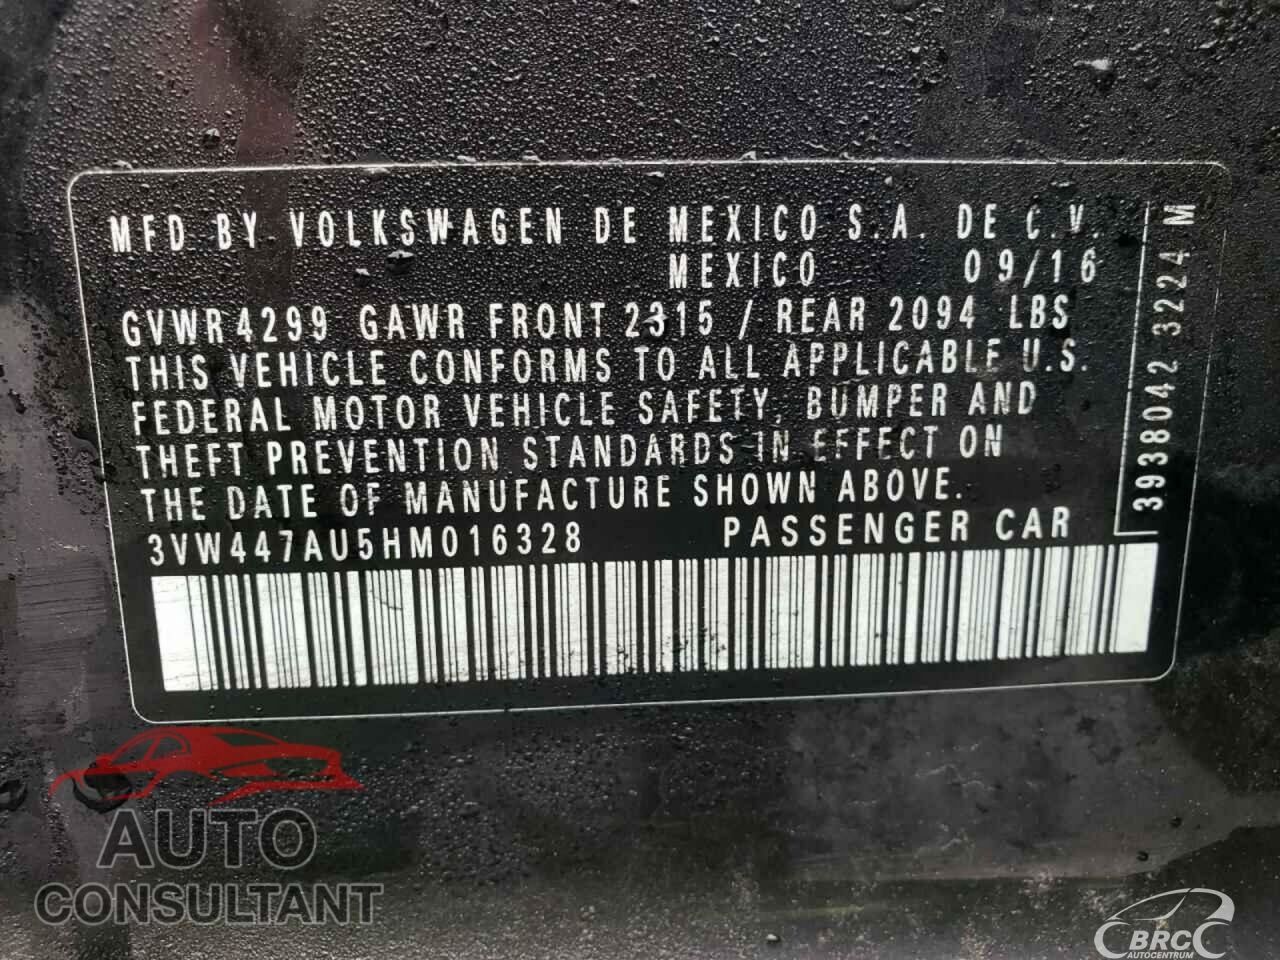 MFD BY VOLKSWAGEN DE MEXICO S.A. DE C.V.
MEXICO 09/16
GVWR 4299 GAWR FRONT 2315 / REAR 2094 LBS
THIS VEHICLE CONFORMS TO ALL APPLICABLE U.S.
FEDERAL MOTOR VEHICLE SAFETY, BUMPER AND
THEFT PREVENTION STANDARDS IN EFFECT ON
THE DATE OF MANUFACTURE SHOWN ABOVE.
3VW447AU5HM016328 PASSENGER CAR
3938042 3224 M
AUTO
CONSULTANT
BRC
AUTOCENTRUM